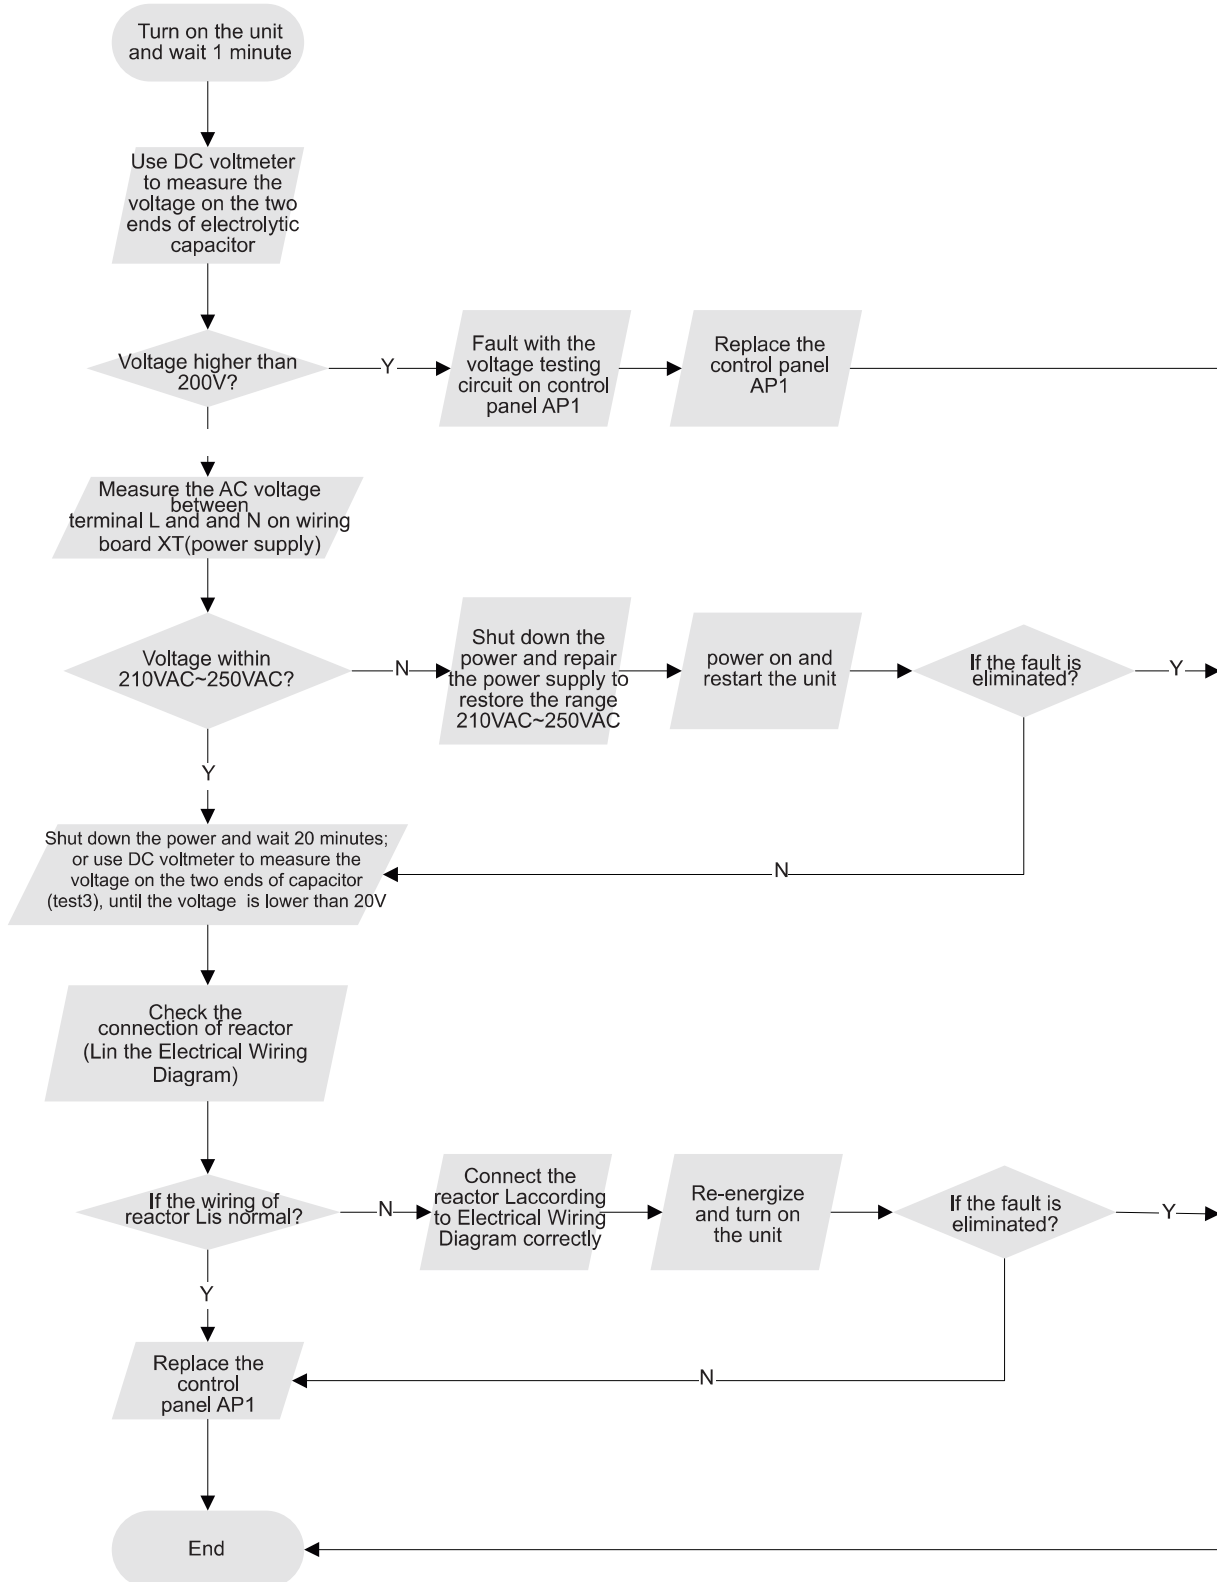 Turn on the unit
and wait 1 minute
Use DC voltmeter
to measure the
voltage on the two
ends of electrolytic
capacitor
Voltage higher than
200V?
Y
Fault with the
voltage testing
circuit on control
panel AP1
Replace the
control panel
AP1
Measure the AC voltage
between
terminal L and and N on wiring
board XT(power supply)
Voltage within
210VAC~250VAC?
N
Shut down the
power and repair
the power supply to
restore the range
210VAC~250VAC
power on and
restart the unit
If the fault is
eliminated?
Y
Y
Shut down the power and wait 20 minutes;
or use DC voltmeter to measure the
voltage on the two ends of capacitor
(test3), until the voltage is lower than 20V
N
Check the
connection of reactor
(Lin the Electrical Wiring
Diagram)
If the wiring of
reactor Lis normal?
N
Connect the
reactor Laccording
to Electrical Wiring
Diagram correctly
Re-energize
and turn on
the unit
If the fault is
eliminated?
Y
Y
Replace the
control
panel AP1
N
End